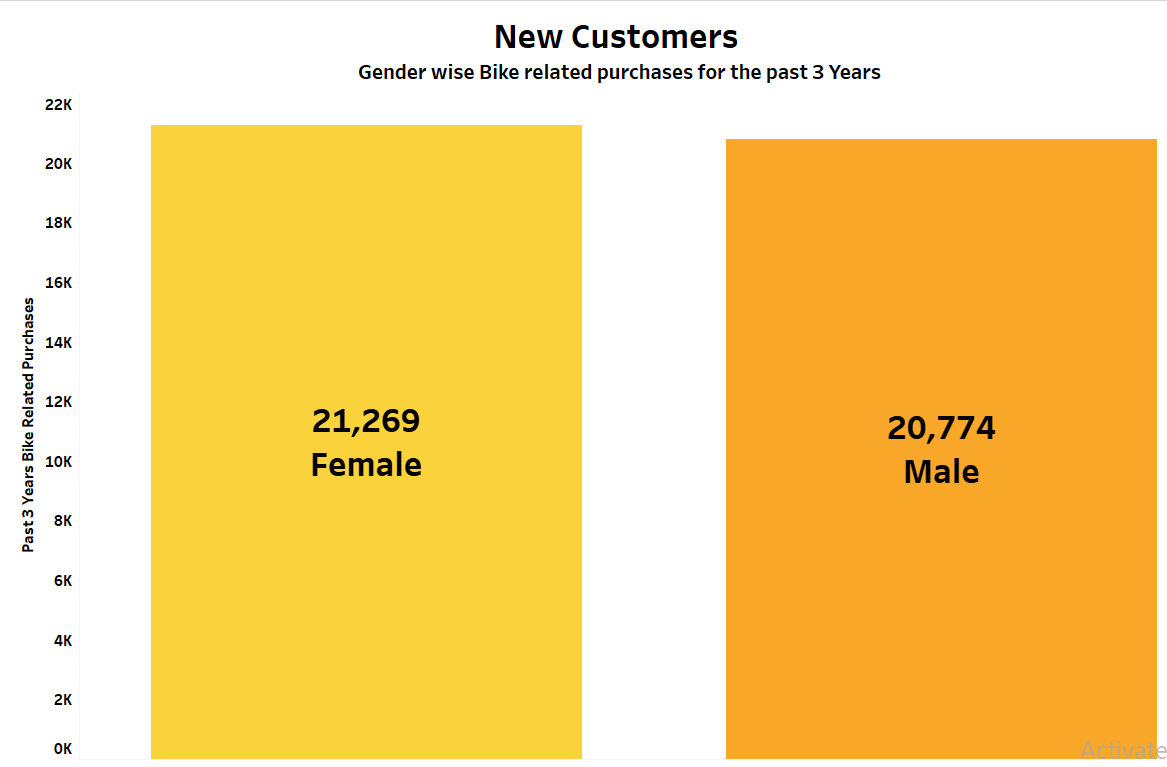 New Customers
Gender wise Bike related purchases for the past 3 Years
Past 3 Years Bike Related Purchases
22K
20K
18K
16K
14K
12K
10K
8K
6K
4K
2K
0K
21,269
Female
20,774
Male
Activate